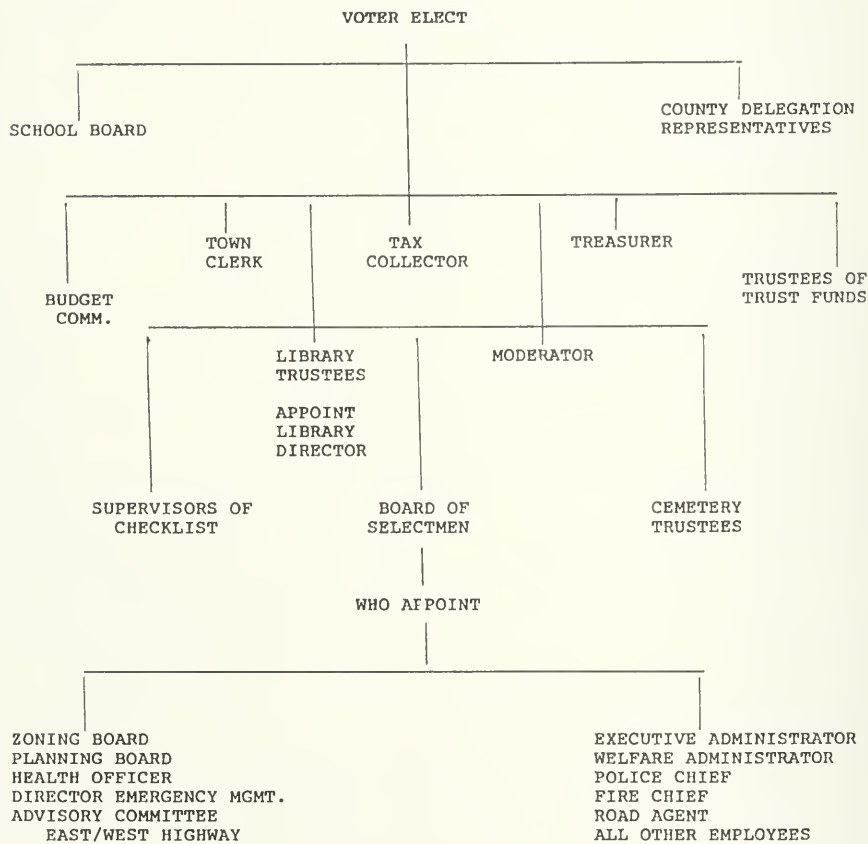 VOTER ELECT
SCHOOL BOARD
COUNTY DELEGATION
REPRESENTATIVES
BUDGET
COMM.
TOWN
CLERK
TAX
COLLECTOR
TREASURER
TRUSTEES OF
TRUST FUNDS
LIBRARY
TRUSTEES
APPOINT
LIBRARY
DIRECTOR
MODERATOR
SUPERVISORS OF
CHECKLIST
BOARD OF
SELECTMEN
CEMETERY
TRUSTEES
WHO APPOINT
ZONING BOARD
PLANNING BOARD
HEALTH OFFICER
DIRECTOR EMERGENCY MGMT.
ADVISORY COMMITTEE
EAST/WEST HIGHWAY
EXECUTIVE ADMINISTRATOR
WELFARE ADMINISTRATOR
POLICE CHIEF
FIRE CHIEF
ROAD AGENT
ALL OTHER EMPLOYEES